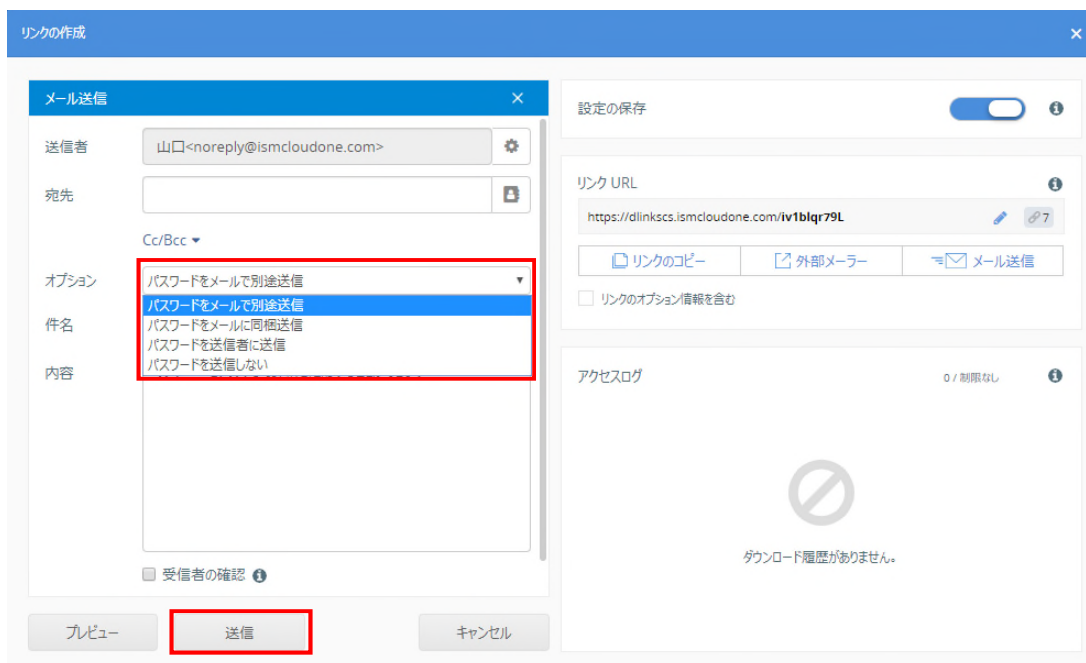 リンクの作成
メール送信
送信者
山口<noreply@ismcloudone.com>
宛先
Cc/Bcc
オプション
パスワードをメールで別途送信
パスワードをメールで別途送信
パスワードをメールに同梱送信
パスワードを送信者に送信
パスワードを送信しない
件名
内容
受信者の確認
プレビュー
送信
キャンセル
設定の保存
リンク URL
https://dlinkscs.ismcloudone.com/iv1blqr79L
7
リンクのコピー
外部メーラー
メール送信
リンクのオプション情報を含む
アクセスログ
0 / 制限なし
ダウンロード履歴がありません。